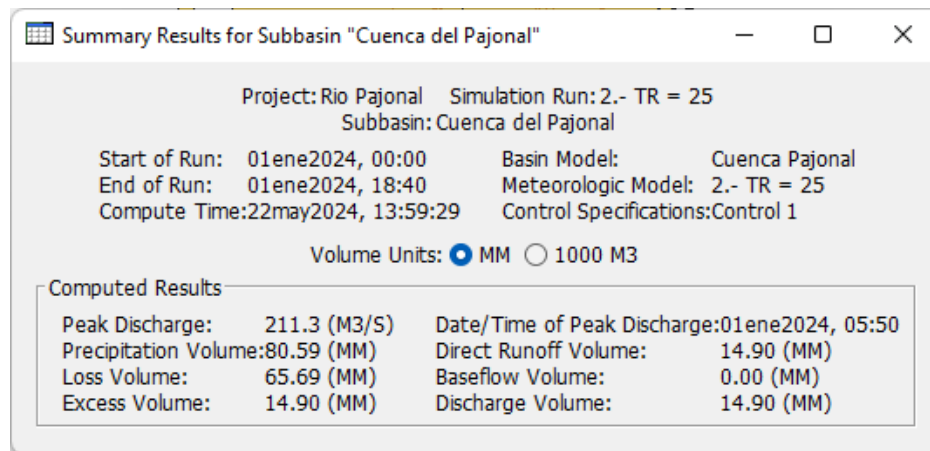 Summary Results for Subbasin "Cuenca del Pajonal"
Project: Rio Pajonal Simulation Run: 2.- TR = 25
Subbasin: Cuenca del Pajonal
Start of Run: 01ene2024, 00:00 Basin Model: Cuenca Pajonal
End of Run: 01ene2024, 18:40 Meteorologic Model: 2.- TR = 25
Compute Time:22may2024, 13:59:29 Control Specifications:Control 1
Volume Units: MM 1000 M3
Computed Results
Peak Discharge: 211.3 (M3/S) Date/Time of Peak Discharge:01ene2024, 05:50
Precipitation Volume:80.59 (MM) Direct Runoff Volume: 14.90 (MM)
Loss Volume: 65.69 (MM) Baseflow Volume: 0.00 (MM)
Excess Volume: 14.90 (MM) Discharge Volume: 14.90 (MM)